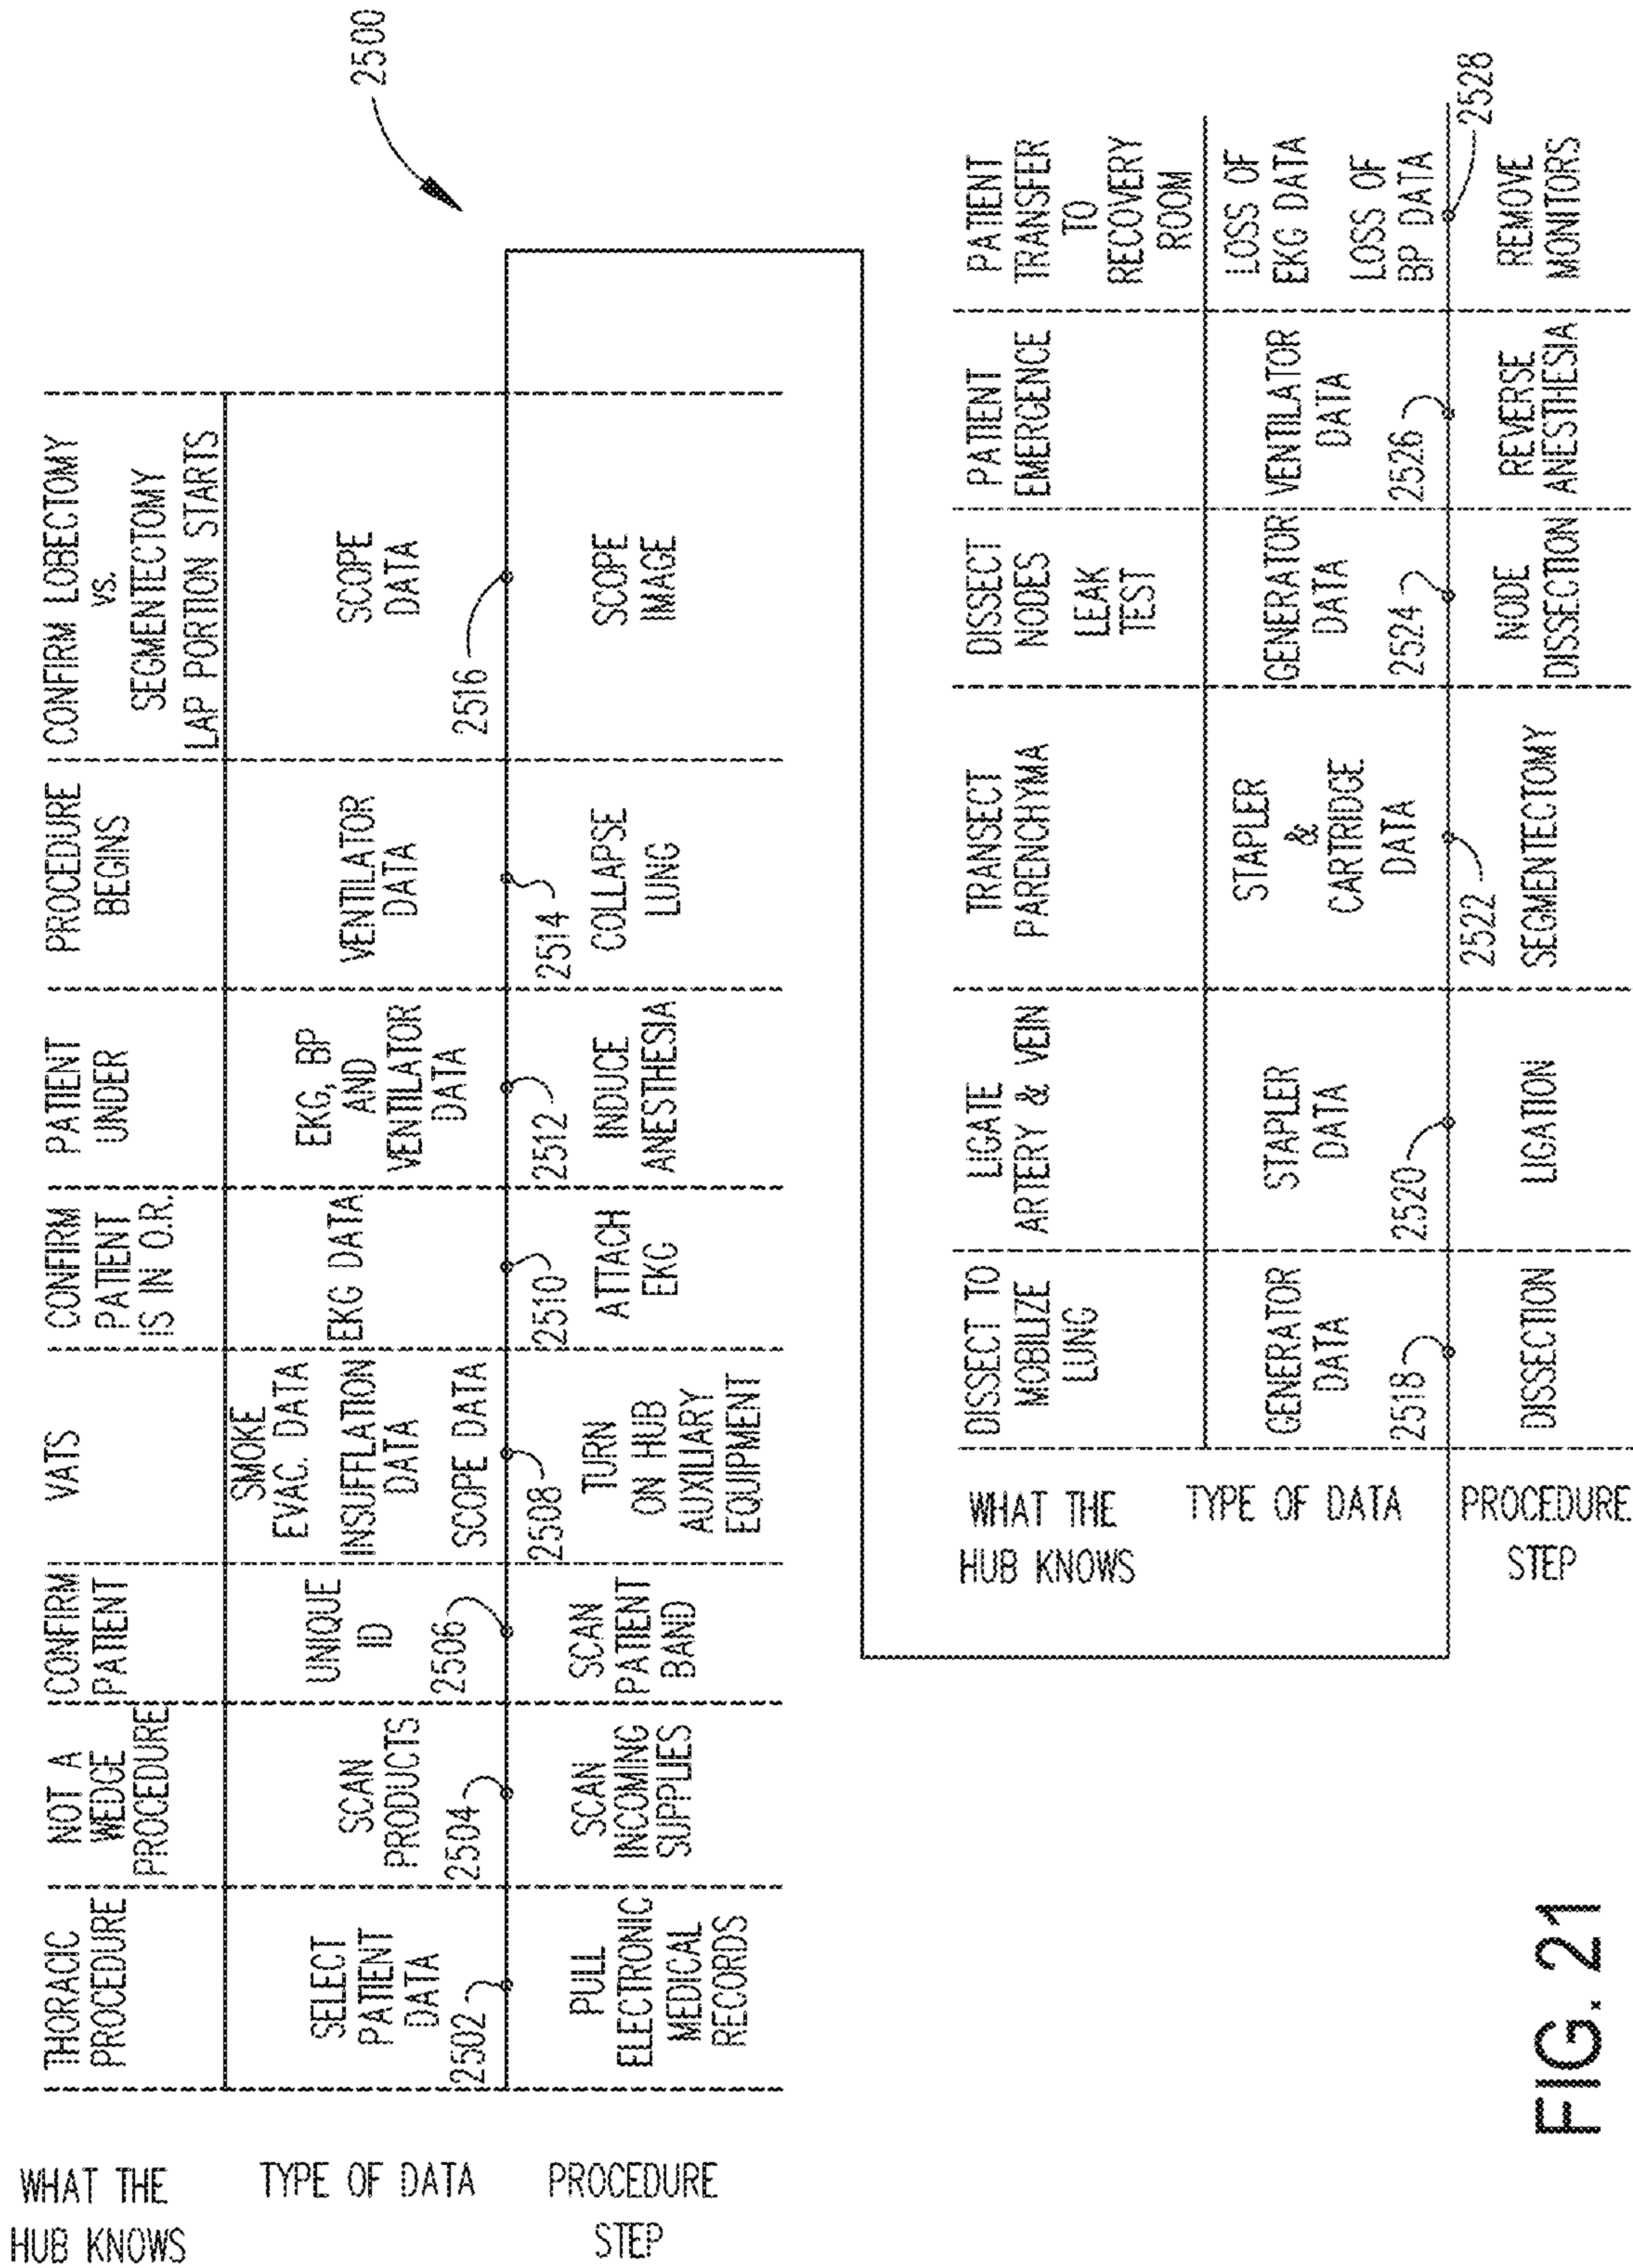 2500
WHAT THE
HUB KNOWS
THORACIC
PROCEDURE
NOT A
WEDGE
PROCEDURE
CONFIRM
PATIENT
VATS
CONFIRM
PATIENT
IS IN O.R.
PATIENT
UNDER
PROCEDURE
BEGINS
CONFIRM LOBECTOMY
VS.
SEGMENTECTOMY
LAP PORTION STARTS
TYPE OF DATA
SELECT
PATIENT
DATA
2502
SCAN
PRODUCTS
2504
UNIQUE
ID
2506
SMOKE
EVAC. DATA
INSUFFLATION
DATA
SCOPE DATA
2508
EKG DATA
2510
EKG, BP
AND
VENTILATOR
DATA
2512
VENTILATOR
DATA
2514
SCOPE
DATA
2516
PROCEDURE
STEP
PULL
ELECTRONIC
MEDICAL
RECORDS
SCAN
INCOMING
SUPPLIES
SCAN
PATIENT
BAND
TURN
ON HUB
AUXILIARY
EQUIPMENT
ATTACH
EKG
INDUCE
ANESTHESIA
COLLAPSE
LUNG
SCOPE
IMAGE
WHAT THE
HUB KNOWS
DISSECT TO
MOBILIZE
LUNG
LIGATE
ARTERY & VEIN
TRANSECT
PARENCHYMA
DISSECT
NODES
LEAK
TEST
PATIENT
EMERGENCE
PATIENT
TRANSFER
TO
RECOVERY
ROOM
TYPE OF DATA
GENERATOR
DATA
2518
STAPLER
DATA
2520
STAPLER
&
CARTRIDGE
DATA
2522
GENERATOR
DATA
2524
VENTILATOR
DATA
2526
LOSS OF
EKG DATA
LOSS OF
BP DATA
2528
PROCEDURE
STEP
DISSECTION
LIGATION
SEGMENTECTOMY
NODE
DISSECTION
REVERSE
ANESTHESIA
REMOVE
MONITORS
FIG. 21